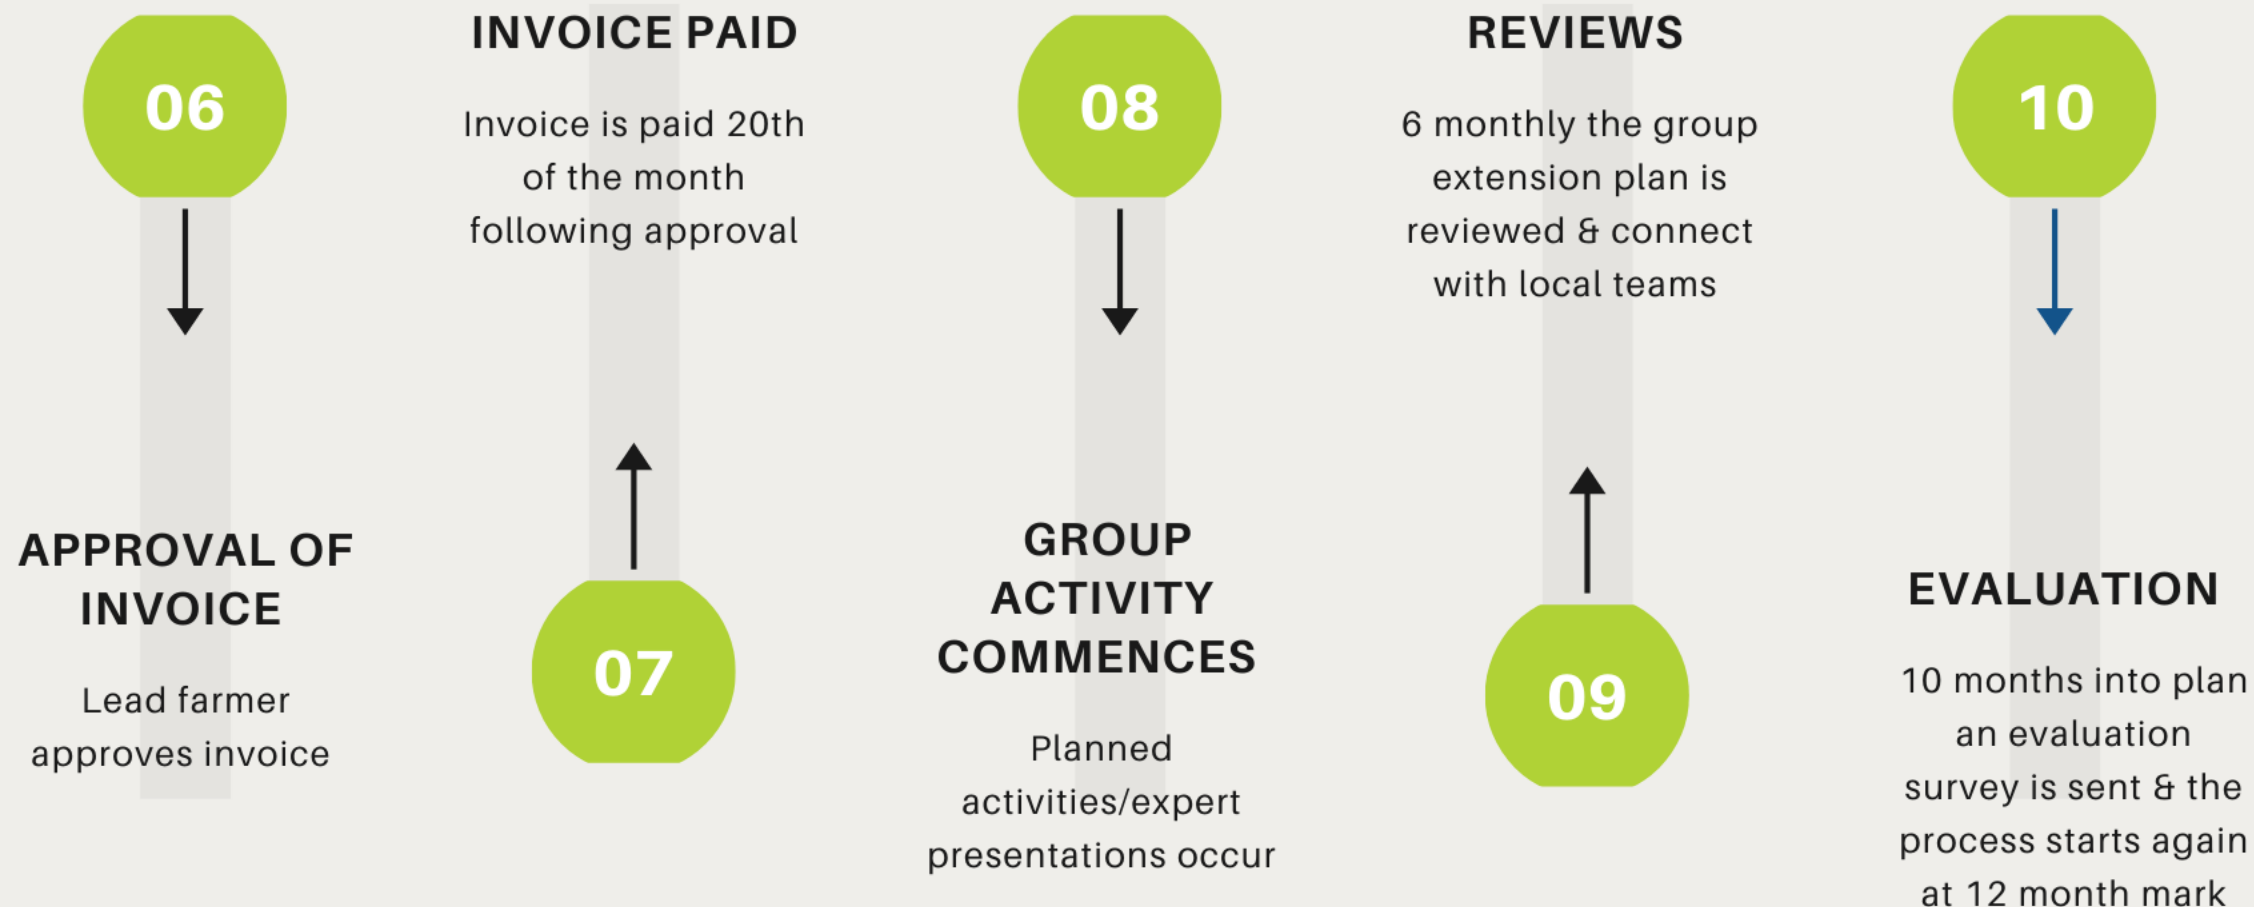 06
APPROVAL OF
INVOICE
Lead farmer
approves invoice
INVOICE PAID
Invoice is paid 20th
of the month
following approval
07
08
GROUP
ACTIVITY
COMMENCES
Planned
activities/expert
presentations occur
REVIEWS
6 monthly the group
extension plan is
reviewed & connect
with local teams
09
10
EVALUATION
10 months into plan
an evaluation
survey is sent & the
process starts again
at 12 month mark